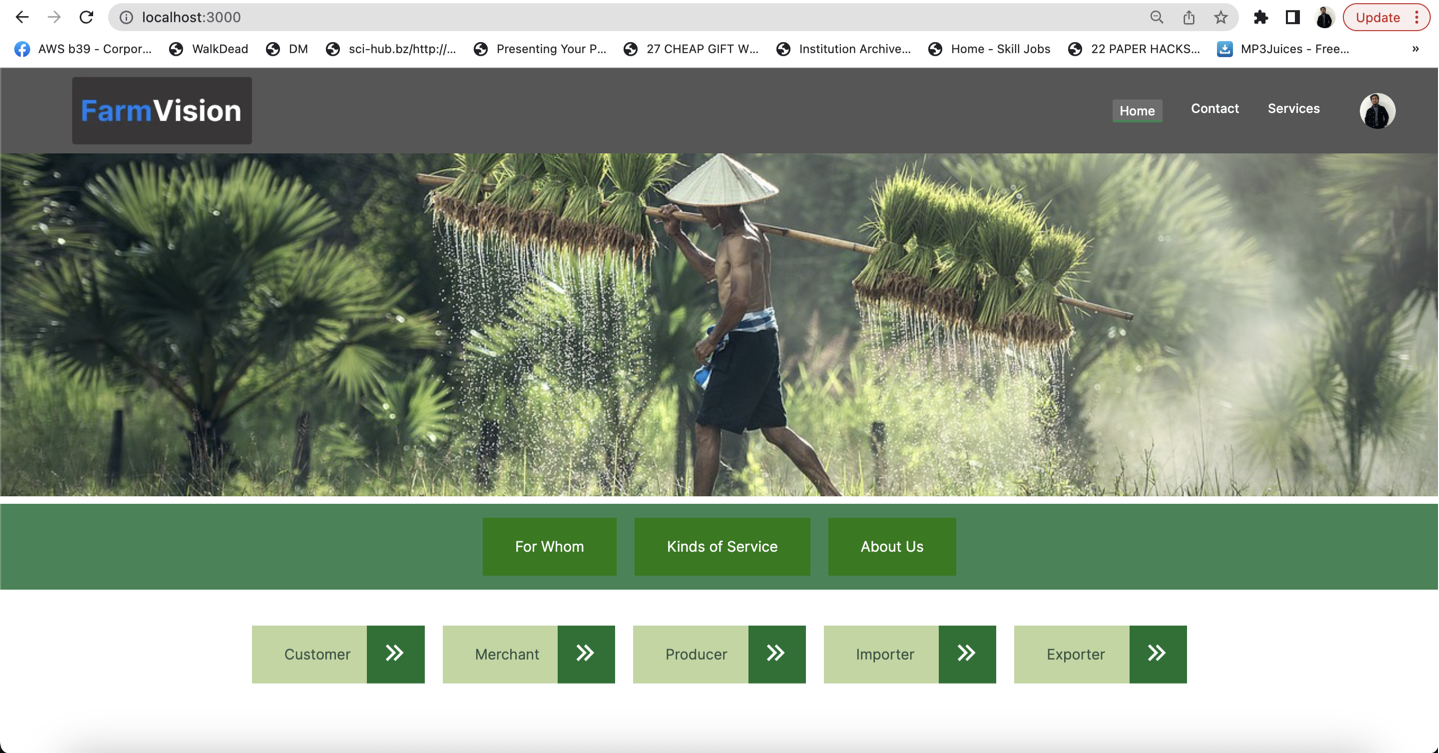 localhost:3000
Update
AWS b39 - Corpor... WalkDead DM sci-hub.bz/http://... Presenting Your P... 27 CHEAP GIFT W... Institution Archive... Home - Skill Jobs 22 PAPER HACKS... MP3Juices - Free... »
FarmVision
Home Contact Services
For Whom Kinds of Service About Us
Customer Merchant Producer Importer Exporter